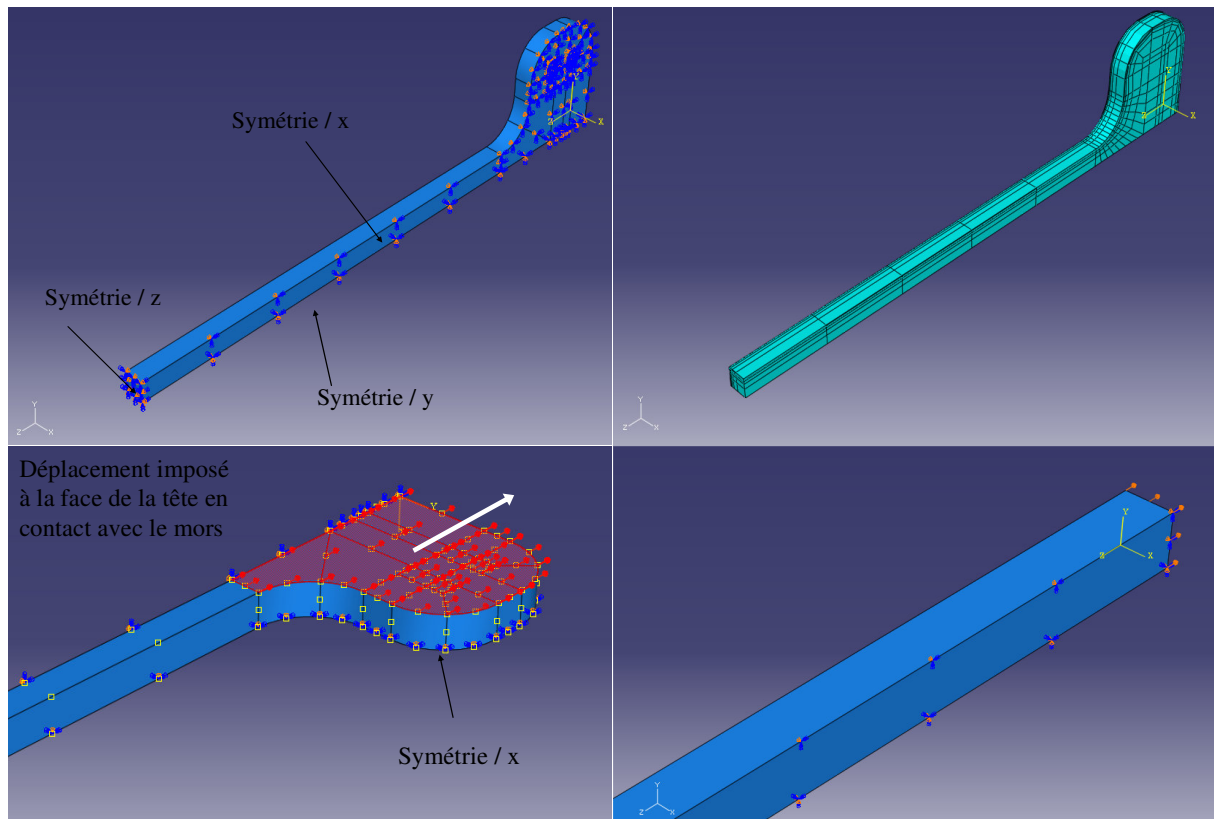 Symétrie / x
Symétrie / z
Symétrie / y
Y
Z
X
Y
Z
X
Y
Z
X
Y
Z
X
Déplacement imposé
à la face de la tête en
contact avec le mors
Y
Symétrie / x
Y
Z
X
Y
Z
X